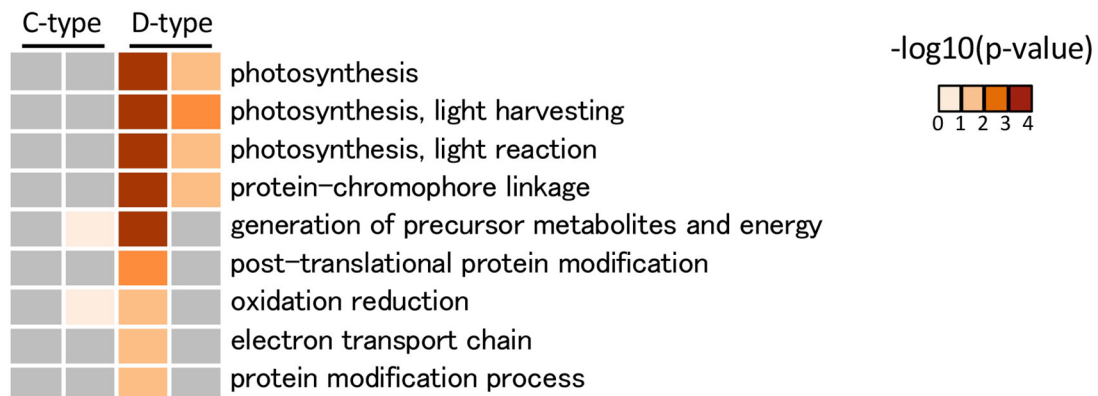 C-type D-type
-log10(p-value)
0 1 2 3 4
photosynthesis
photosynthesis, light harvesting
photosynthesis, light reaction
protein-chromophore linkage
generation of precursor metabolites and energy
post-translational protein modification
oxidation reduction
electron transport chain
protein modification process